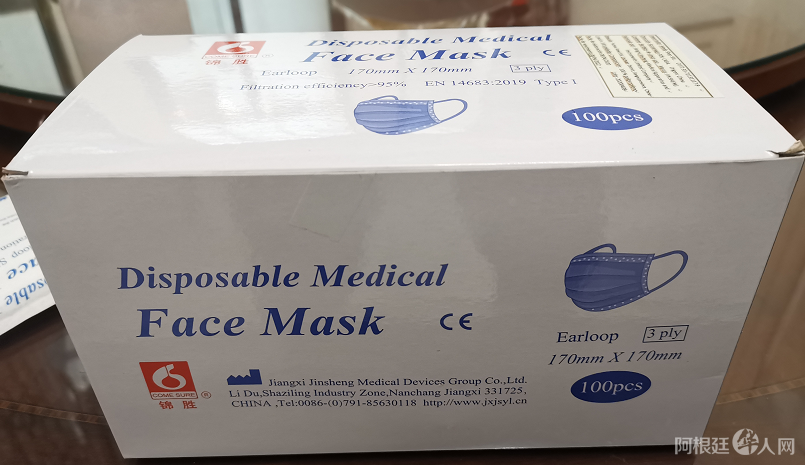 Disposable Medical
Face Mask CE
COME SURE ®
锦胜
Earloop 170mm X 170mm 3 ply
Filtration efficiency>95% EN 14683:2019 Type I
100pcs
Disposable Medical
Face Mask CE
Earloop 3 ply
170mm X 170mm
100pcs
COME SURE ®
锦胜
Jiangxi Jinsheng Medical Devices Group Co.,Ltd.
Li Du,Shaziling Industry Zone,Nanchang Jiangxi 331725,
CHINA ,Tel:0086-(0)791-85630118 http://www.jxjsyl.cn
阿根廷华人网